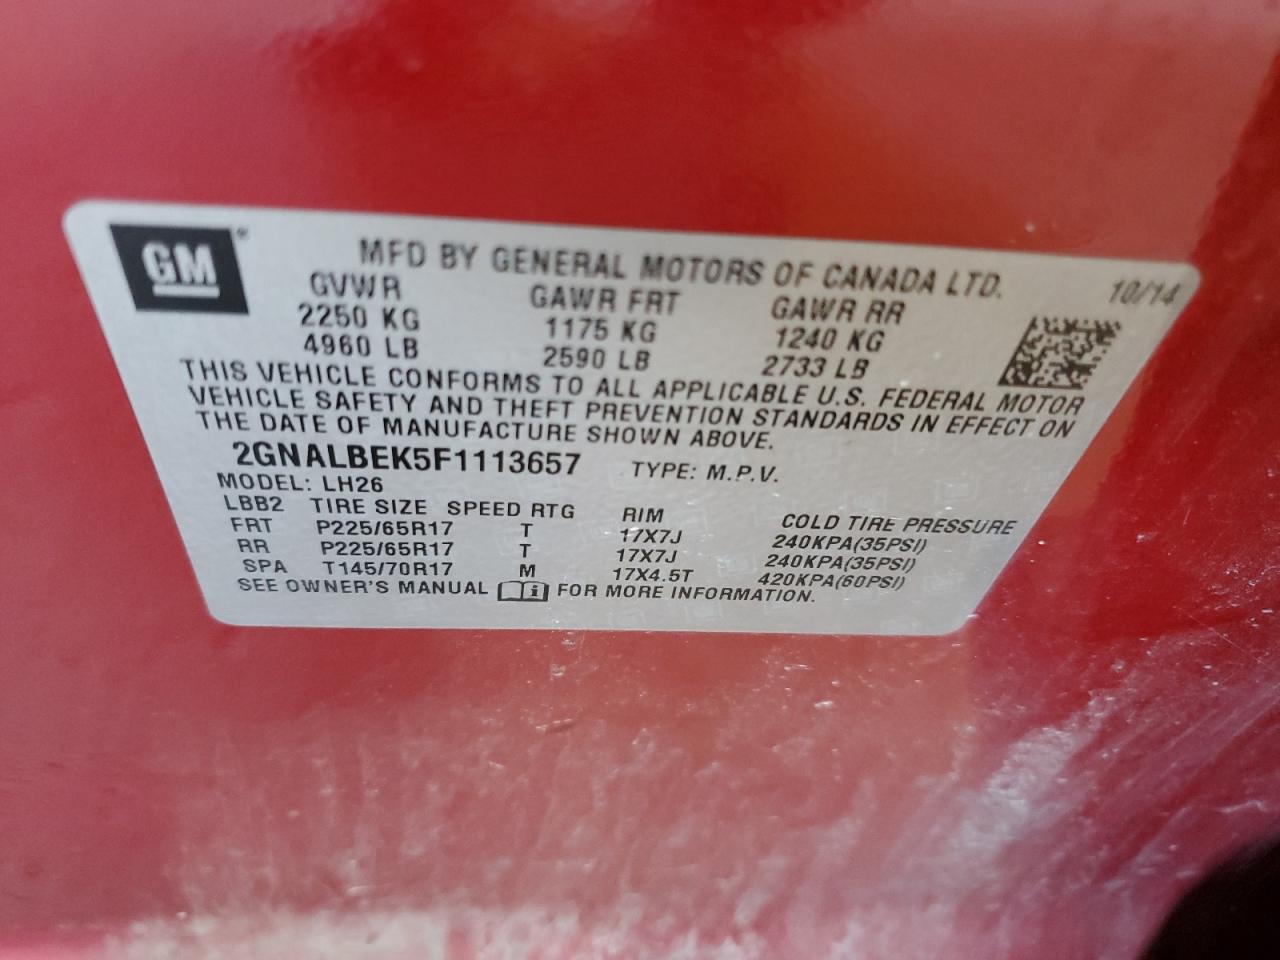 GM®
MFD BY GENERAL MOTORS OF CANADA LTD. 10/14
GVWR GAWR FRT GAWR RR
2250 KG 1175 KG 1240 KG
4960 LB 2590 LB 2733 LB
THIS VEHICLE CONFORMS TO ALL APPLICABLE U.S. FEDERAL MOTOR
VEHICLE SAFETY AND THEFT PREVENTION STANDARDS IN EFFECT ON
THE DATE OF MANUFACTURE SHOWN ABOVE.
2GNALBEK5F1113657 TYPE: M.P.V.
MODEL: LH26
LBB2 TIRE SIZE SPEED RTG RIM COLD TIRE PRESSURE
FRT P225/65R17 T 17X7J 240KPA(35PSI)
RR P225/65R17 T 17X7J 240KPA(35PSI)
SPA T145/70R17 M 17X4.5T 420KPA(60PSI)
SEE OWNER'S MANUAL i FOR MORE INFORMATION.